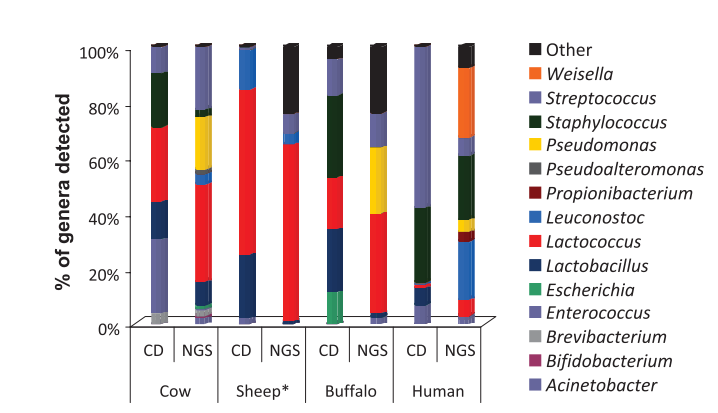 % of genera detected
100%
80%
60%
40%
20%
0%
CD NGS CD NGS CD NGS CD NGS
Cow Sheep* Buffalo Human
Other
Weisella
Streptococcus
Staphylococcus
Pseudomonas
Pseudoalteromonas
Propionibacterium
Leuconostoc
Lactococcus
Lactobacillus
Escherichia
Enterococcus
Brevibacterium
Bifidobacterium
Acinetobacter